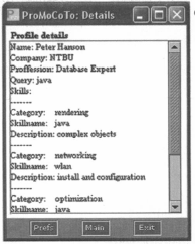 ProMoCoTo: Details
Profile details
Name: Peter Hanson
Company: NTBU
Proffession: Database Expert
Query: java
Skills:
-------
Category: rendering
Skillname: java
Description: complex objects
-------
Category: networking
Skillname: wlan
Description: install and configuration
-------
Category: optimization
Skillname: java
Prefs Main Exit